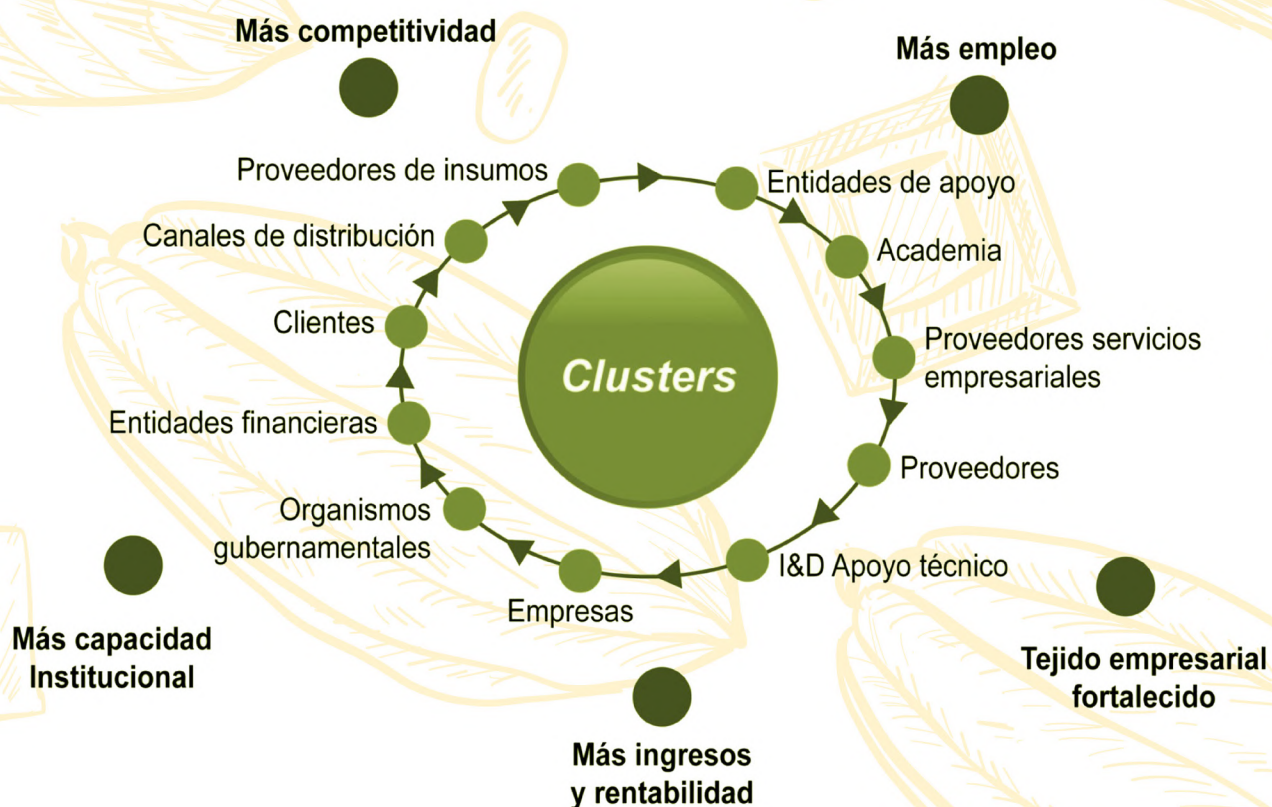 Más competitividad
Más empleo
Proveedores de insumos
Entidades de apoyo
Canales de distribución
Academia
Clientes
Proveedores servicios
empresariales
Clusters
Entidades financieras
Proveedores
Organismos
gubernamentales
I&D Apoyo técnico
Empresas
Más capacidad
Institucional
Tejido empresarial
fortalecido
Más ingresos
y rentabilidad